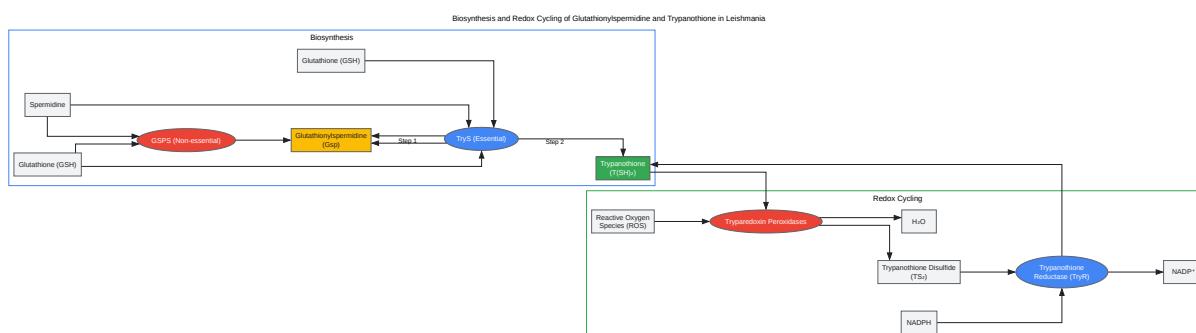 Biosynthesis and Redox Cycling of Glutathionylspermidine and Trypanothione in Leishmania
Biosynthesis
Glutathione (GSH)
Spermidine
GSPS (Non-essential)
Glutathionylspermidine
(Gsp)
Step 1
TryS (Essential)
Step 2
Glutathione (GSH)
Trypanothione
(T(SH)₂)
Redox Cycling
Reactive Oxygen
Species (ROS)
Tryparedoxin Peroxidases
H₂O
Trypanothione Disulfide
(TS₂)
Trypanothione
Reductase (TryR)
NADP⁺
NADPH